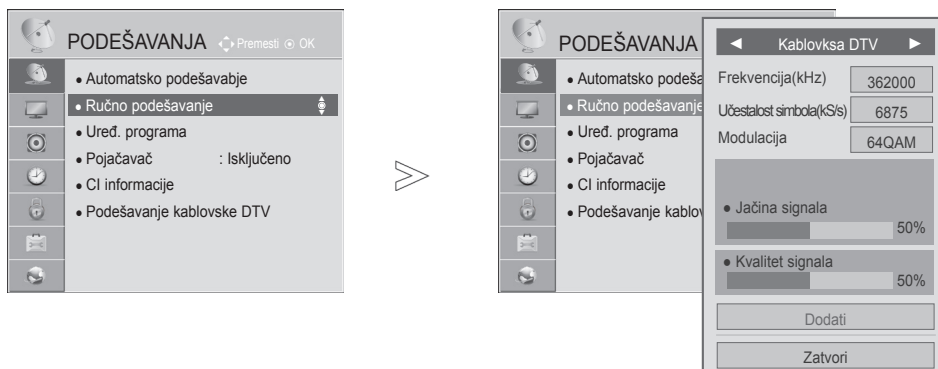 PODEŠAVANJA Premesti OK
• Automatsko podešavabje
• Ručno podešavanje
• Uređ. programa
• Pojačavač : Isključeno
• CI informacije
• Podešavanje kablovske DTV
PODEŠAVANJA
• Automatsko podeša
• Ručno podešavanje
• Uređ. programa
• Pojačavač
• CI informacije
• Podešavanje kablov
◄ Kablovksa DTV ►
Frekvencija(kHz) 362000
Učestalost simbola(kS/s) 6875
Modulacija 64QAM
• Jačina signala
50%
• Kvalitet signala
50%
Dodati
Zatvori